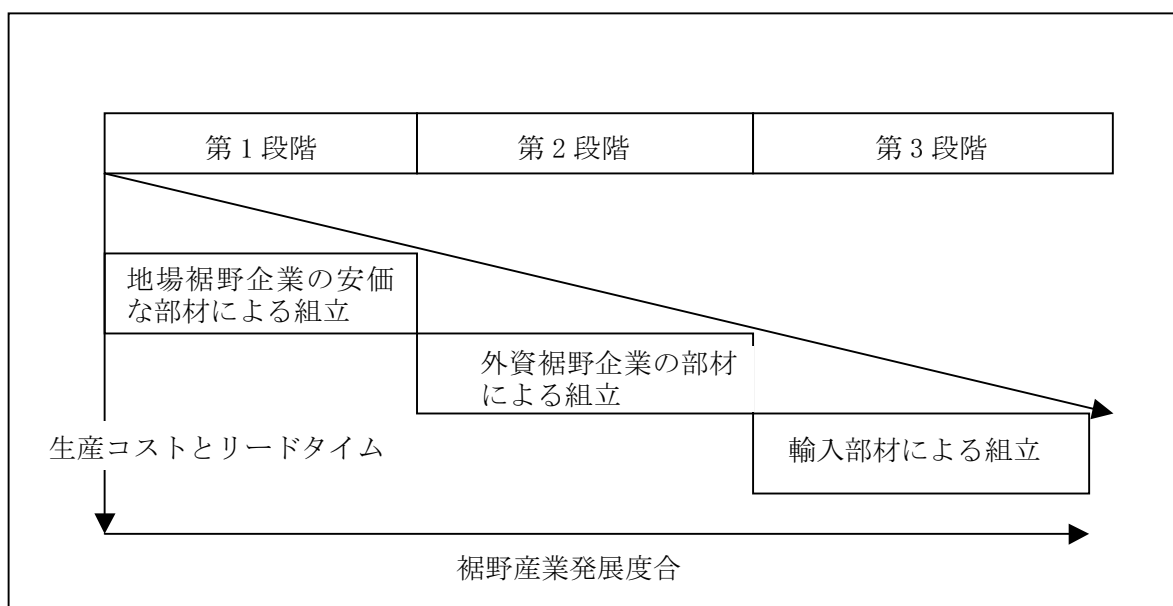 第1段階
第2段階
第3段階
地場裾野企業の安価
な部材による組立
外資裾野企業の部材
による組立
輸入部材による組立
生産コストとリードタイム
裾野産業発展度合